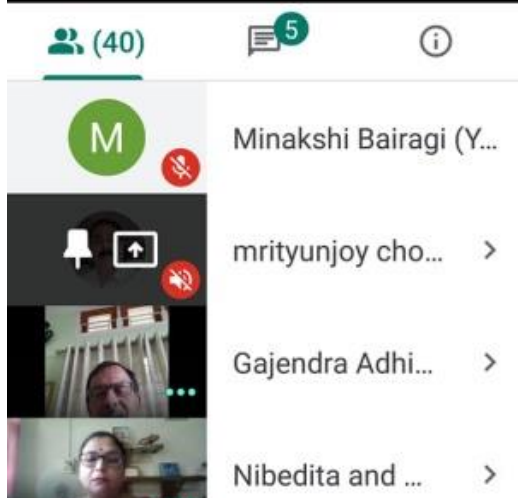 (40) 5
M
Minakshi Bairagi (Y...
mrityunjoy cho...
Gajendra Adhi...
Nibedita and ...